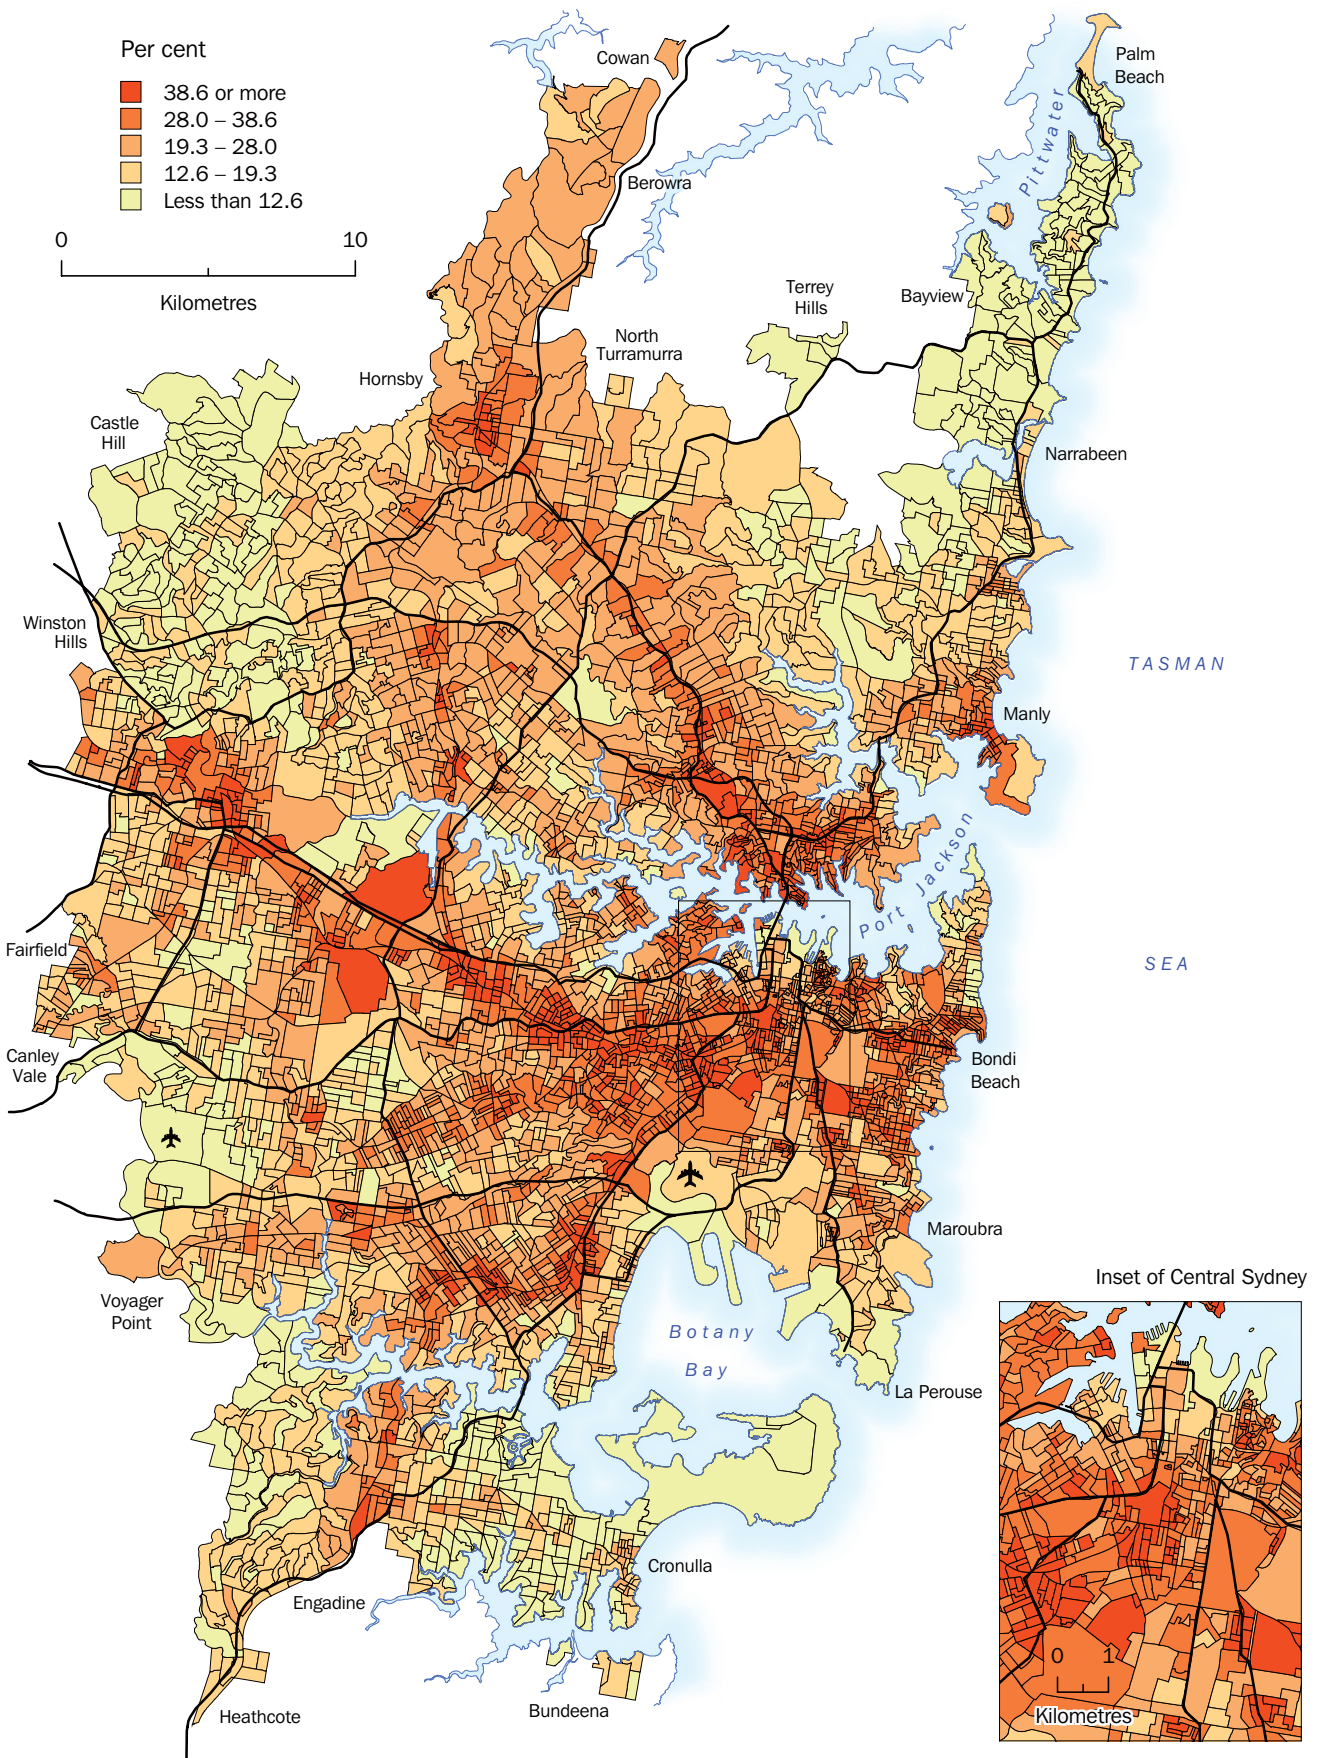 Per cent
38.6 or more
28.0 – 38.6
19.3 – 28.0
12.6 – 19.3
Less than 12.6
0 10
Kilometres
Cowan
Palm
Beach
Pittwater
Berowra
Terrey
Hills
Bayview
North
Turramurra
Hornsby
Castle
Hill
Narrabeen
Winston
Hills
TASMAN
Manly
Port Jackson
Fairfield
SEA
Canley
Vale
Bondi
Beach
Maroubra
Voyager
Point
Botany
Bay
La Perouse
Cronulla
Engadine
Heathcote
Bundeena
Inset of Central Sydney
0 1
Kilometres